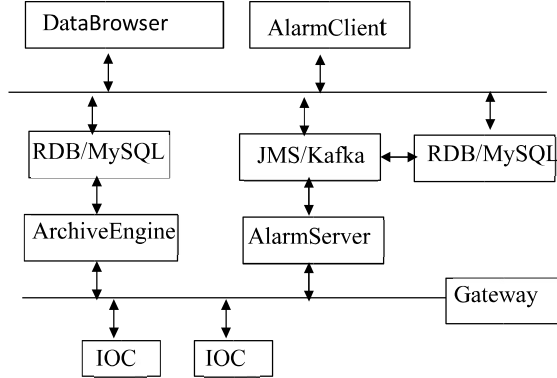 DataBrowser
AlarmClient
RDB/MySQL
JMS/Kafka
RDB/MySQL
ArchiveEngine
AlarmServer
Gateway
IOC
IOC